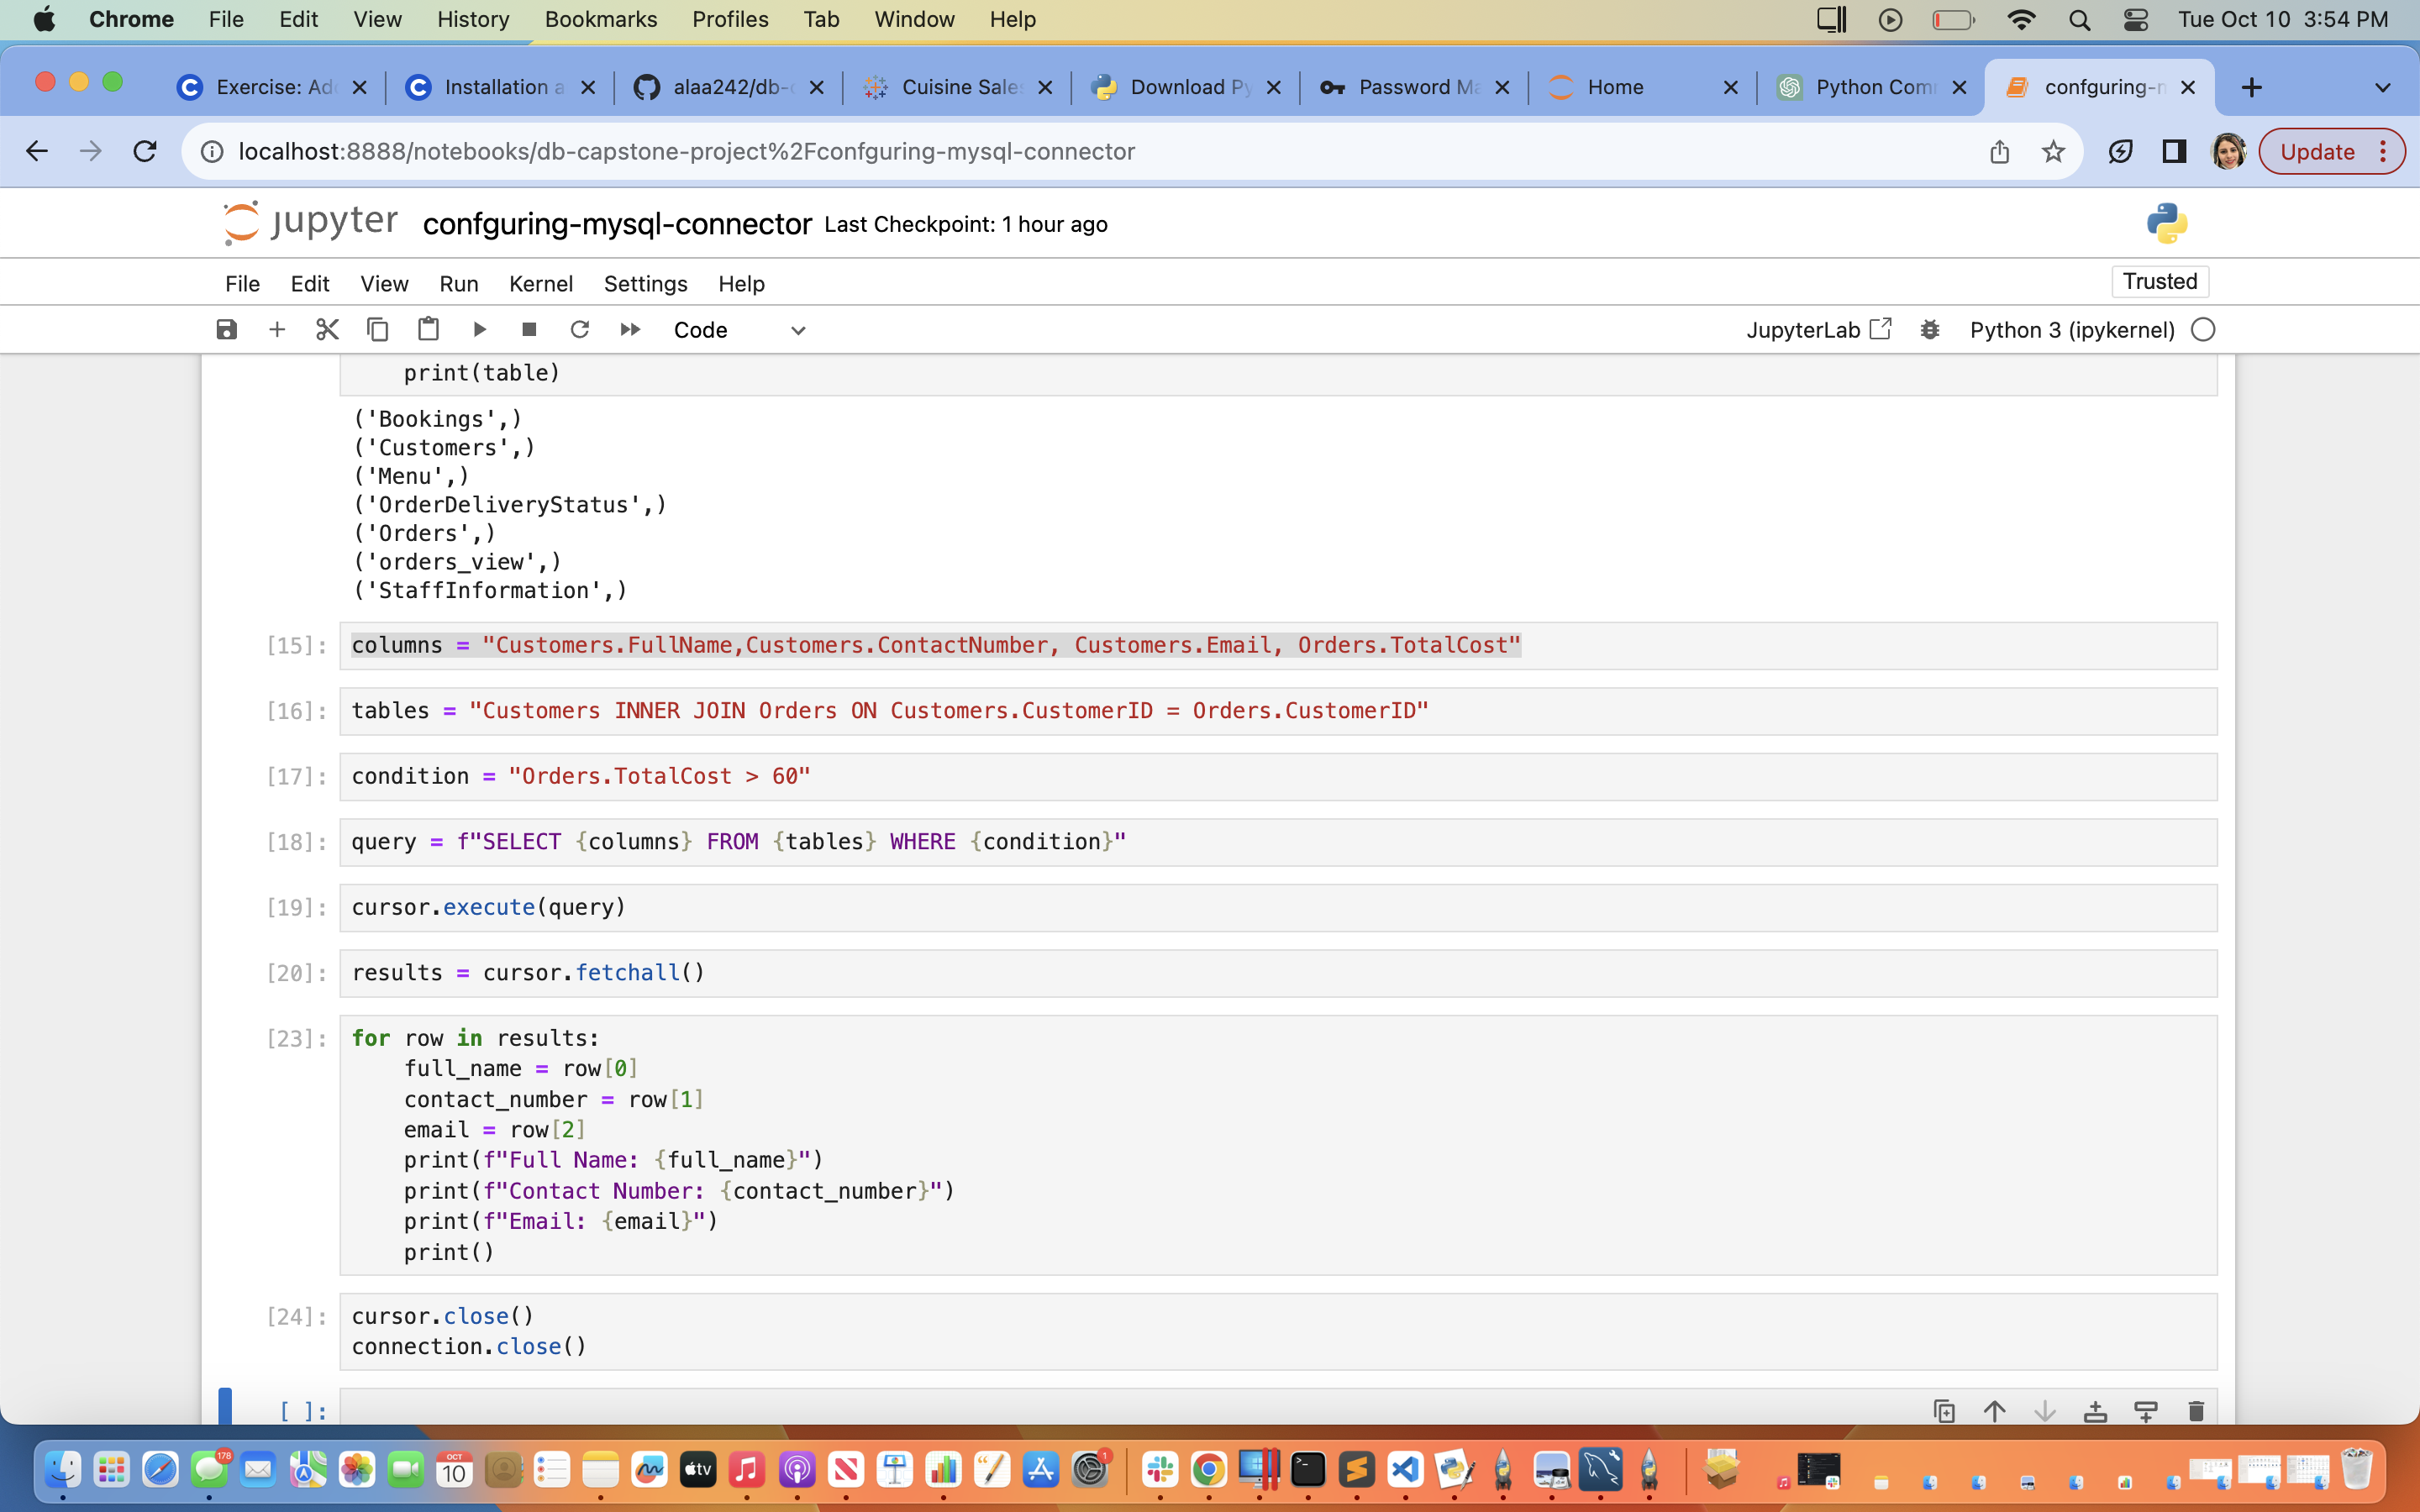 Chrome File Edit View History Bookmarks Profiles Tab Window Help Tue Oct 10 3:54 PM
Exercise: Ad Installation a alaa242/db- Cuisine Sale Download Py Password Ma Home Python Com confguring-m
localhost:8888/notebooks/db-capstone-project%2Fconfguring-mysql-connector Update
jupyter confguring-mysql-connector Last Checkpoint: 1 hour ago
File Edit View Run Kernel Settings Help Trusted
Code JupyterLab Python 3 (ipykernel)
print(table)
('Bookings',)
('Customers',)
('Menu',)
('OrderDeliveryStatus',)
('Orders',)
('orders_view',)
('StaffInformation',)
[15]: columns = "Customers.FullName,Customers.ContactNumber, Customers.Email, Orders.TotalCost"
[16]: tables = "Customers INNER JOIN Orders ON Customers.CustomerID = Orders.CustomerID"
[17]: condition = "Orders.TotalCost > 60"
[18]: query = f"SELECT {columns} FROM {tables} WHERE {condition}"
[19]: cursor.execute(query)
[20]: results = cursor.fetchall()
[23]: for row in results:
full_name = row[0]
contact_number = row[1]
email = row[2]
print(f"Full Name: {full_name}")
print(f"Contact Number: {contact_number}")
print(f"Email: {email}")
print()
[24]: cursor.close()
connection.close()
[ ]:
178 OCT 10 tv 1